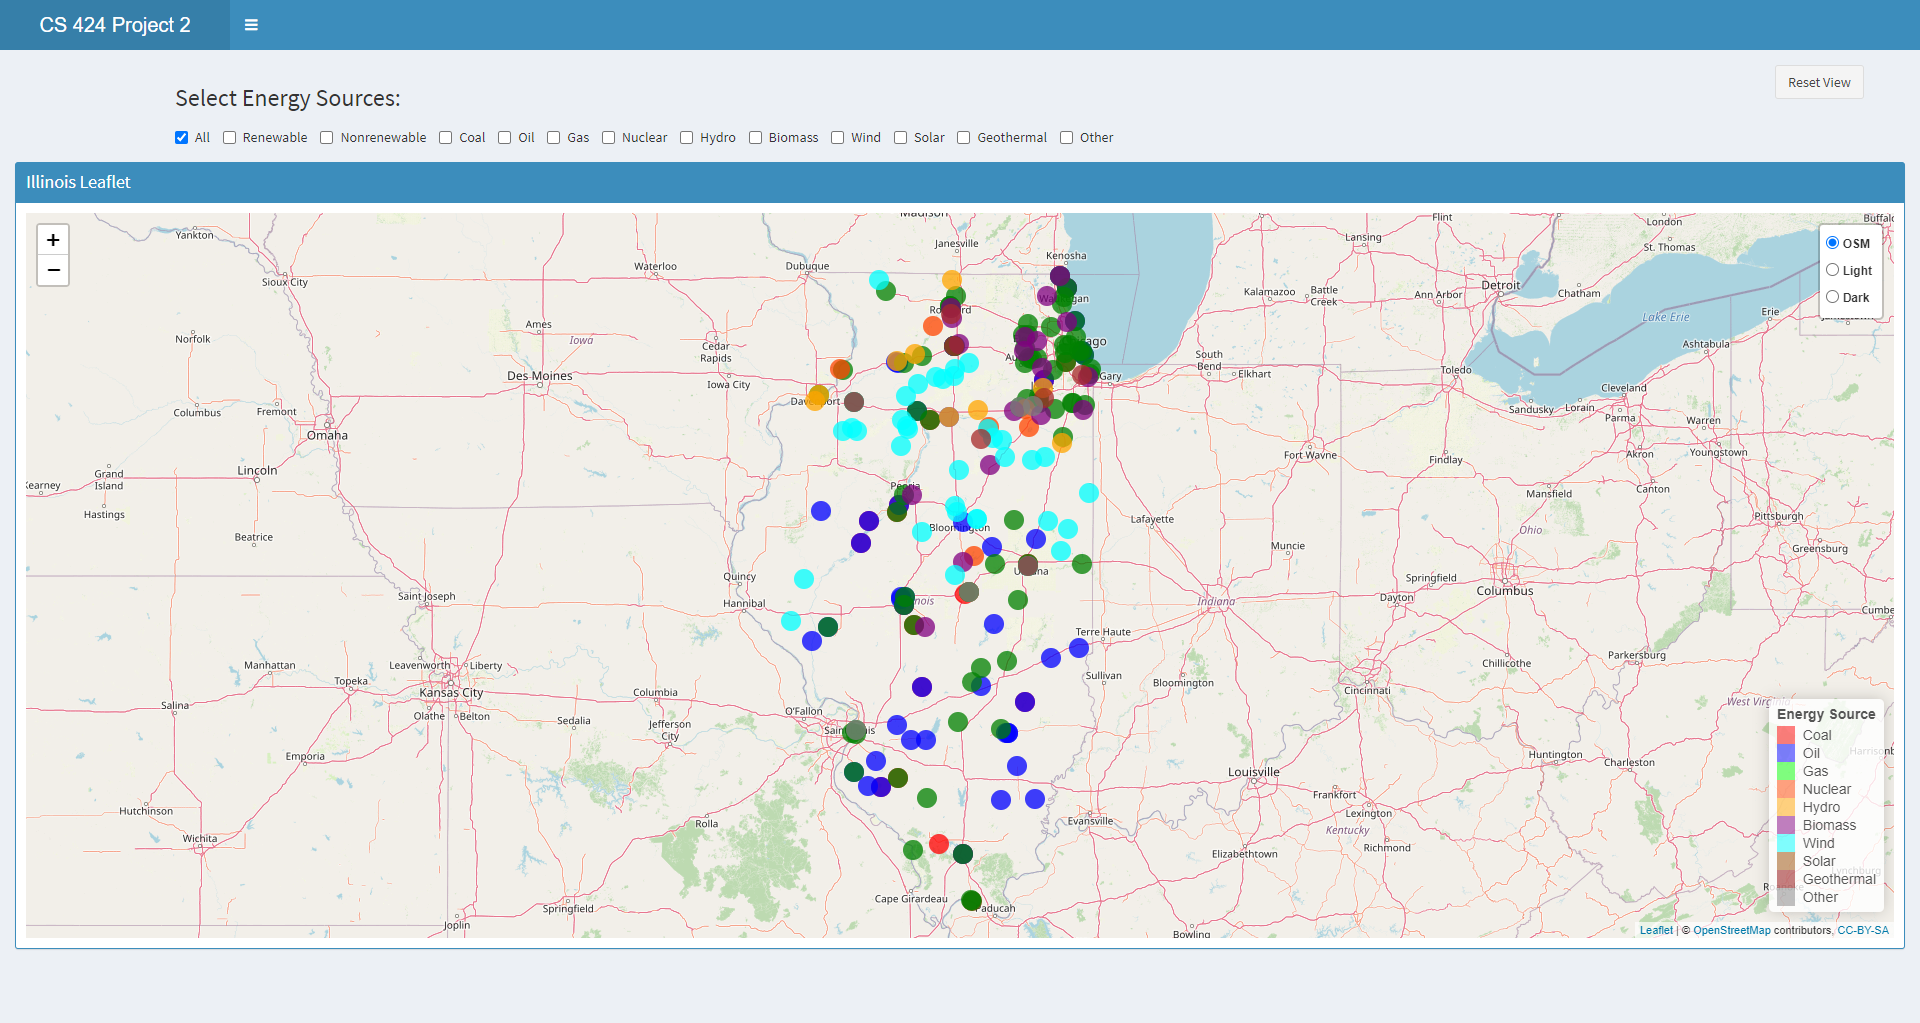 CS 424 Project 2
Reset View
Select Energy Sources:
All Renewable Nonrenewable Coal Oil Gas Nuclear Hydro Biomass Wind Solar Geothermal Other
Illinois Leaflet
+
−
OSM
Light
Dark
Madison
Flint
London
Buffalo
Yankton
Janesville
Lansing
St. Thomas
Waterloo
Dubuque
Kenosha
Sioux City
Kalamazoo
Battle Creek
Ann Arbor
Detroit
Chatham
Erie
Lake Erie
Norfolk
Ames
Iowa
Cedar Rapids
South Bend
Elkhart
Toledo
Ashtabula
Des Moines
Iowa City
Gary
Cleveland
Columbus
Fremont
Sandusky
Lorain
Parma
Akron
Warren
Youngstown
Omaha
Fort Wayne
Findlay
Lincoln
Grand Island
Kearney
Hastings
Peoria
Mansfield
Canton
Pittsburgh
Lafayette
Bloomington
Ohio
Beatrice
Muncie
Greensburg
Quincy
Urbana
Springfield
Saint Joseph
Hannibal
Indiana
Dayton
Columbus
Terre Haute
Manhattan
Leavenworth
Liberty
Sullivan
Chillicothe
Parkersburg
Topeka
Kansas City
Columbia
Bloomington
Cincinnati
Salina
Olathe
Belton
Sedalia
Jefferson City
O'Fallon
West Virginia
Emporia
Louisville
Huntington
Charleston
Hutchinson
Frankfort
Lexington
Wichita
Rolla
Evansville
Kentucky
Elizabethtown
Richmond
Cape Girardeau
Paducah
Springfield
Joplin
Bowling
Energy Source
Coal
Oil
Gas
Nuclear
Hydro
Biomass
Wind
Solar
Geothermal
Other
Leaflet | © OpenStreetMap contributors, CC-BY-SA